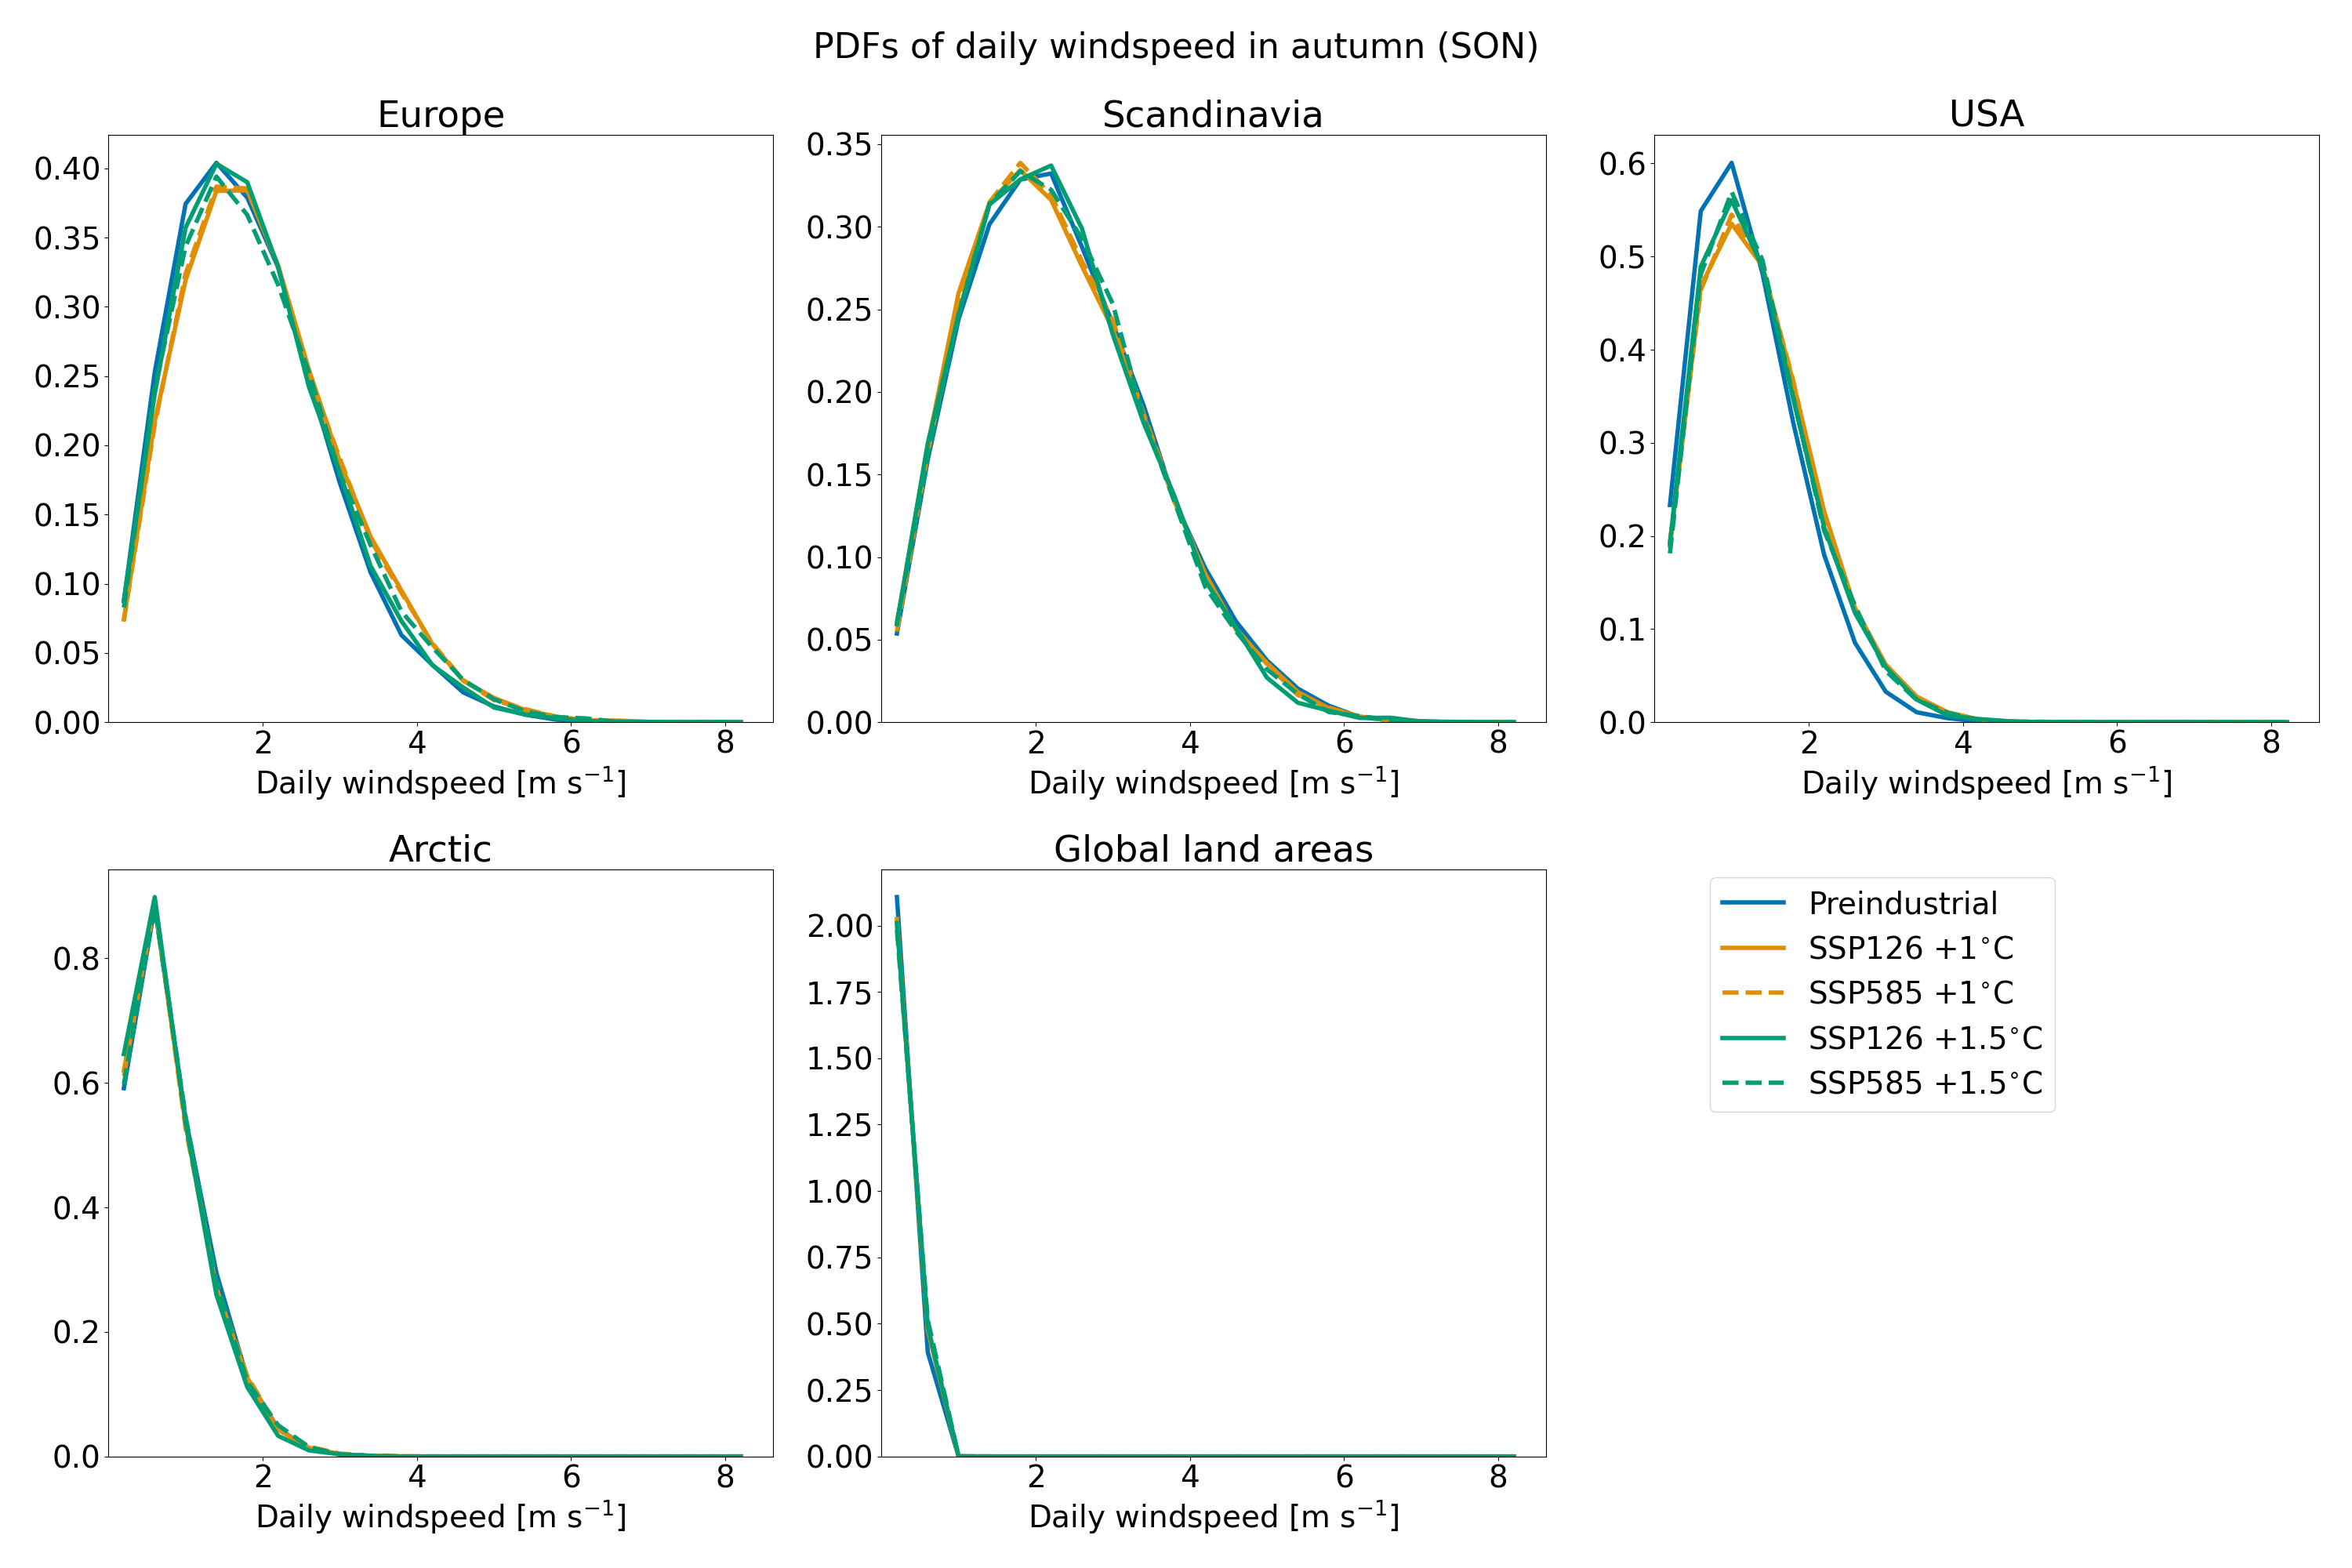 PDFs of daily windspeed in autumn (SON)
Europe
0.40
0.35
0.30
0.25
0.20
0.15
0.10
0.05
0.00
2 4 6 8
Daily windspeed [m s⁻¹]
Scandinavia
0.35
0.30
0.25
0.20
0.15
0.10
0.05
0.00
2 4 6 8
Daily windspeed [m s⁻¹]
USA
0.6
0.5
0.4
0.3
0.2
0.1
0.0
2 4 6 8
Daily windspeed [m s⁻¹]
Arctic
0.8
0.6
0.4
0.2
0.0
2 4 6 8
Daily windspeed [m s⁻¹]
Global land areas
2.00
1.75
1.50
1.25
1.00
0.75
0.50
0.25
0.00
2 4 6 8
Daily windspeed [m s⁻¹]
Preindustrial
SSP126 +1°C
SSP585 +1°C
SSP126 +1.5°C
SSP585 +1.5°C